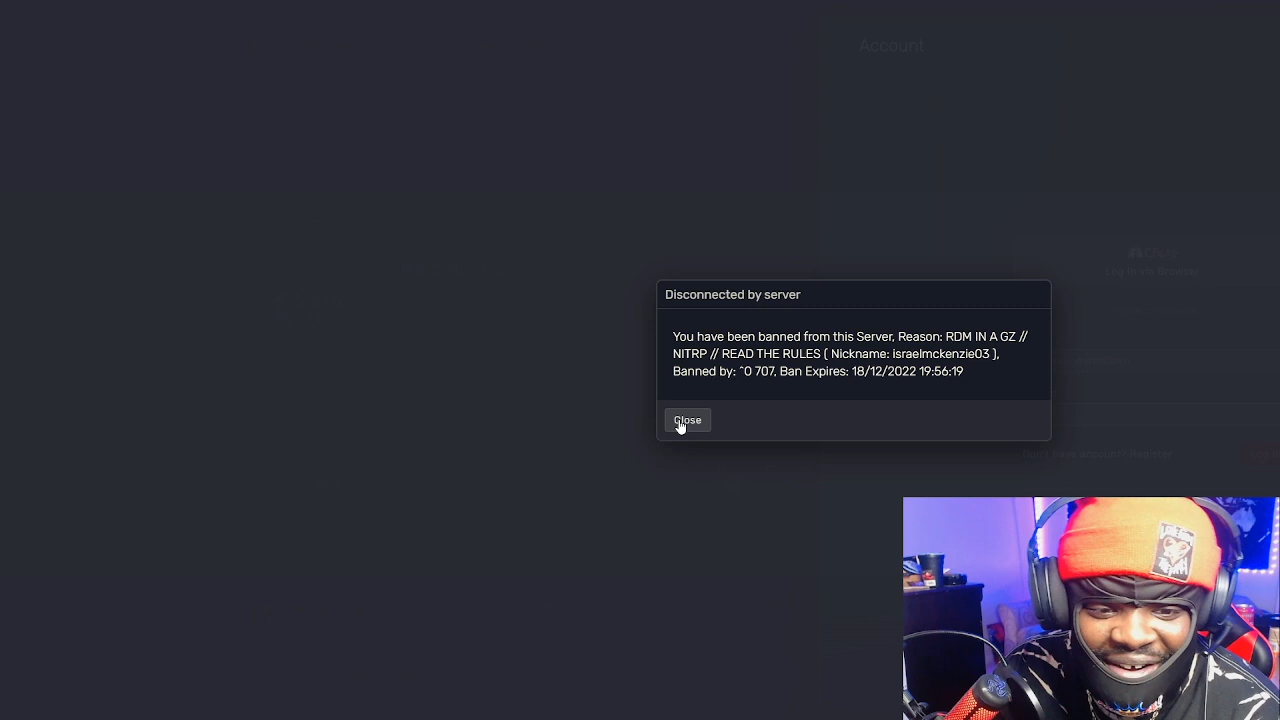 Account
Disconnected by server
You have been banned from this Server, Reason: RDM IN A GZ //
NITRP // READ THE RULES ( Nickname: israelmckenzie03 ),
Banned by: ^0 707, Ban Expires: 18/12/2022 19:56:19
Close